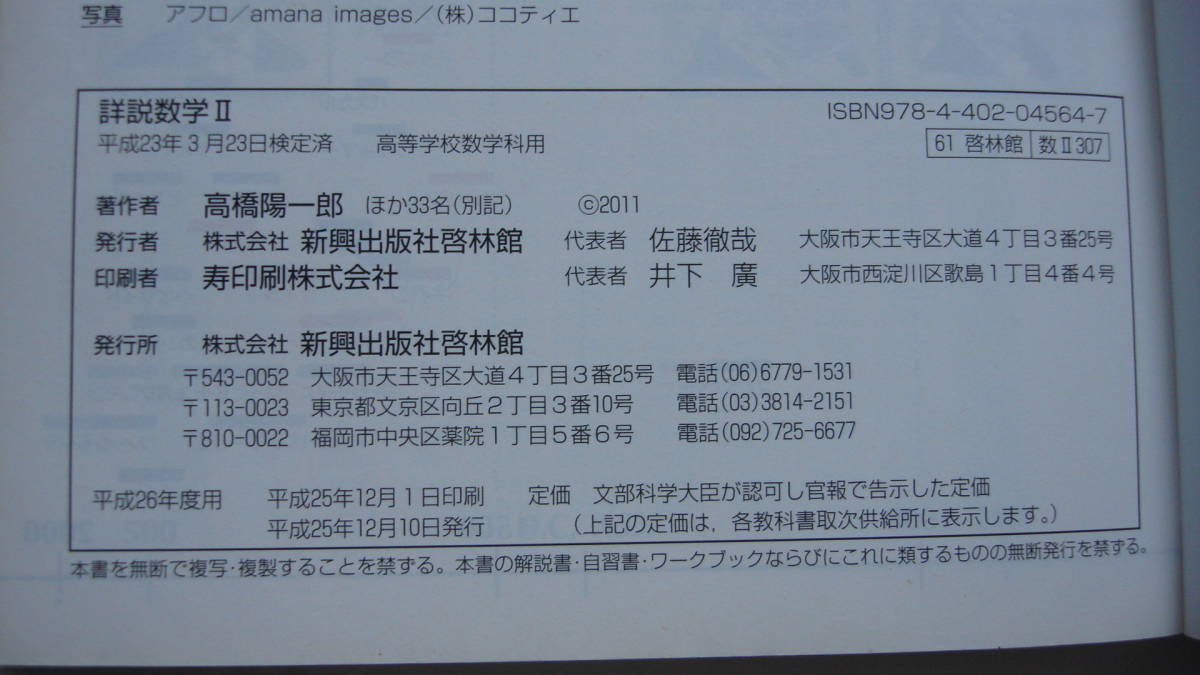 写真 アフロ／amana images／(株)ココティエ
詳説数学Ⅱ ISBN978-4-402-04564-7
平成23年3月23日検定済 高等学校数学科用 61 啓林館 数Ⅱ307
著作者 高橋陽一郎 ほか33名(別記) ©2011
発行者 株式会社 新興出版社啓林館 代表者 佐藤徹哉 大阪市天王寺区大道4丁目3番25号
印刷者 寿印刷株式会社 代表者 井下 廣 大阪市西淀川区歌島1丁目4番4号
発行所 株式会社 新興出版社啓林館
〒543-0052 大阪市天王寺区大道4丁目3番25号 電話(06)6779-1531
〒113-0023 東京都文京区向丘2丁目3番10号 電話(03)3814-2151
〒810-0022 福岡市中央区薬院1丁目5番6号 電話(092)725-6677
平成26年度用 平成25年12月1日印刷 定価 文部科学大臣が認可し官報で告示した定価
平成25年12月10日発行 (上記の定価は，各教科書取次供給所に表示します。)
本書を無断で複写・複製することを禁ずる。本書の解説書・自習書・ワークブックならびにこれに類するものの無断発行を禁ずる。